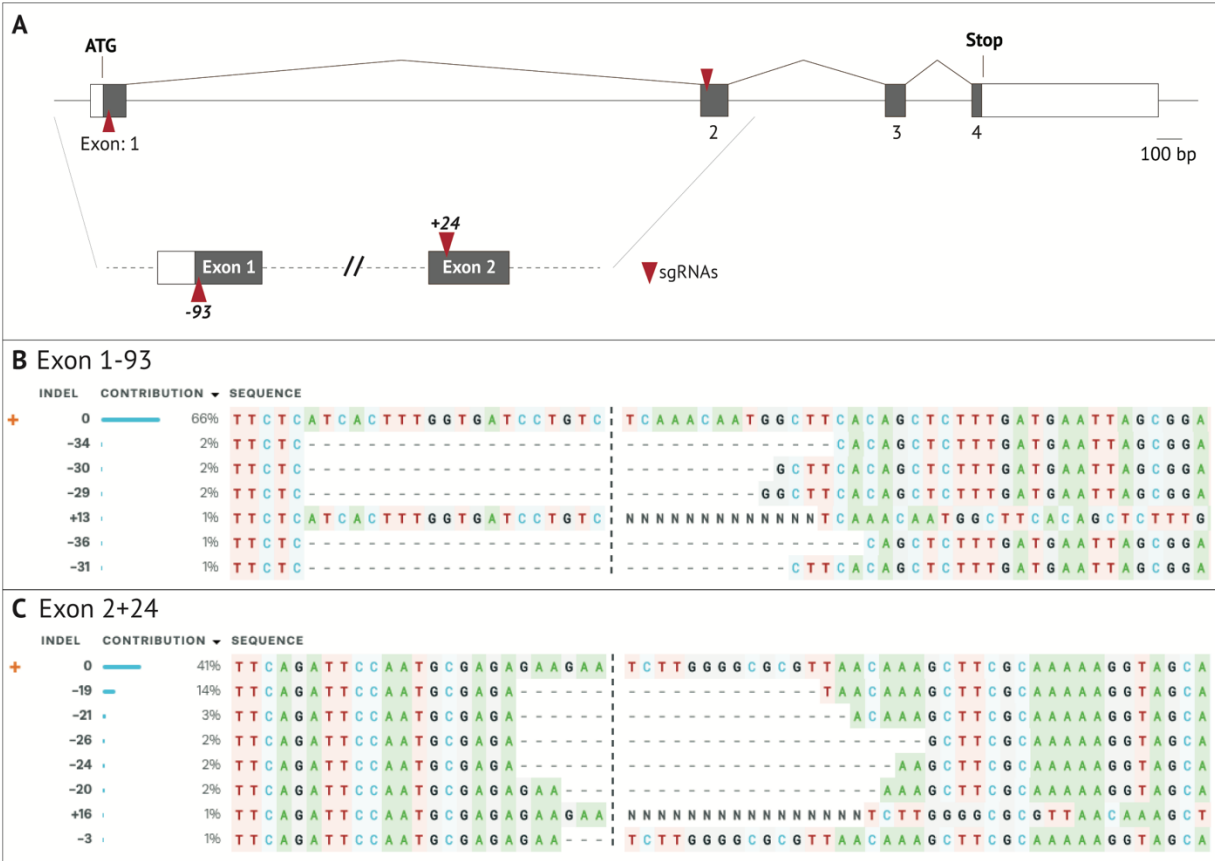 A
ATG
Stop
Exon: 1
2
3
4
100 bp
+24
Exon 1
//
Exon 2
sgRNAs
-93
B Exon 1-93
INDEL CONTRIBUTION SEQUENCE
+ 0 66% TTCTCATCACTTTGGTGATCCTGTC TCAAACAATGGCTTCACAGCTCTTTGATGAATTAGCGGA
-34 2% TTCTC-------------------- --------------CACAGCTCTTTGATGAATTAGCGGA
-30 2% TTCTC-------------------- ----------GCTTCACAGCTCTTTGATGAATTAGCGGA
-29 2% TTCTC-------------------- ---------GGCTTCACAGCTCTTTGATGAATTAGCGGA
+13 1% TTCTCATCACTTTGGTGATCCTGTC NNNNNNNNNNNNNTCAAACAATGGCTTCACAGCTCTTTG
-36 1% TTCTC-------------------- ----------------CAGCTCTTTGATGAATTAGCGGA
-31 1% TTCTC-------------------- -----------CTTCACAGCTCTTTGATGAATTAGCGGA
C Exon 2+24
INDEL CONTRIBUTION SEQUENCE
+ 0 41% TTCAGATTCCAATGCGAGAGAAGAA TCTTGGGGCGCGTTAACAAAGCTTCGCAAAAAGGTAGCA
-19 14% TTCAGATTCCAATGCGAGA------ -------------TAACAAAGCTTCGCAAAAAGGTAGCA
-21 3% TTCAGATTCCAATGCGAGA------ ---------------ACAAAGCTTCGCAAAAAGGTAGCA
-26 2% TTCAGATTCCAATGCGAGA------ --------------------GCTTCGCAAAAAGGTAGCA
-24 2% TTCAGATTCCAATGCGAGA------ ------------------AAGCTTCGCAAAAAGGTAGCA
-20 2% TTCAGATTCCAATGCGAGAGAA--- -----------------AAAGCTTCGCAAAAAGGTAGCA
+16 1% TTCAGATTCCAATGCGAGAGAAGAA NNNNNNNNNNNNNNNNTCTTGGGGCGCGTTAACAAAGCT
-3 1% TTCAGATTCCAATGCGAGAGAA--- TCTTGGGGCGCGTTAACAAAGCTTCGCAAAAAGGTAGCA